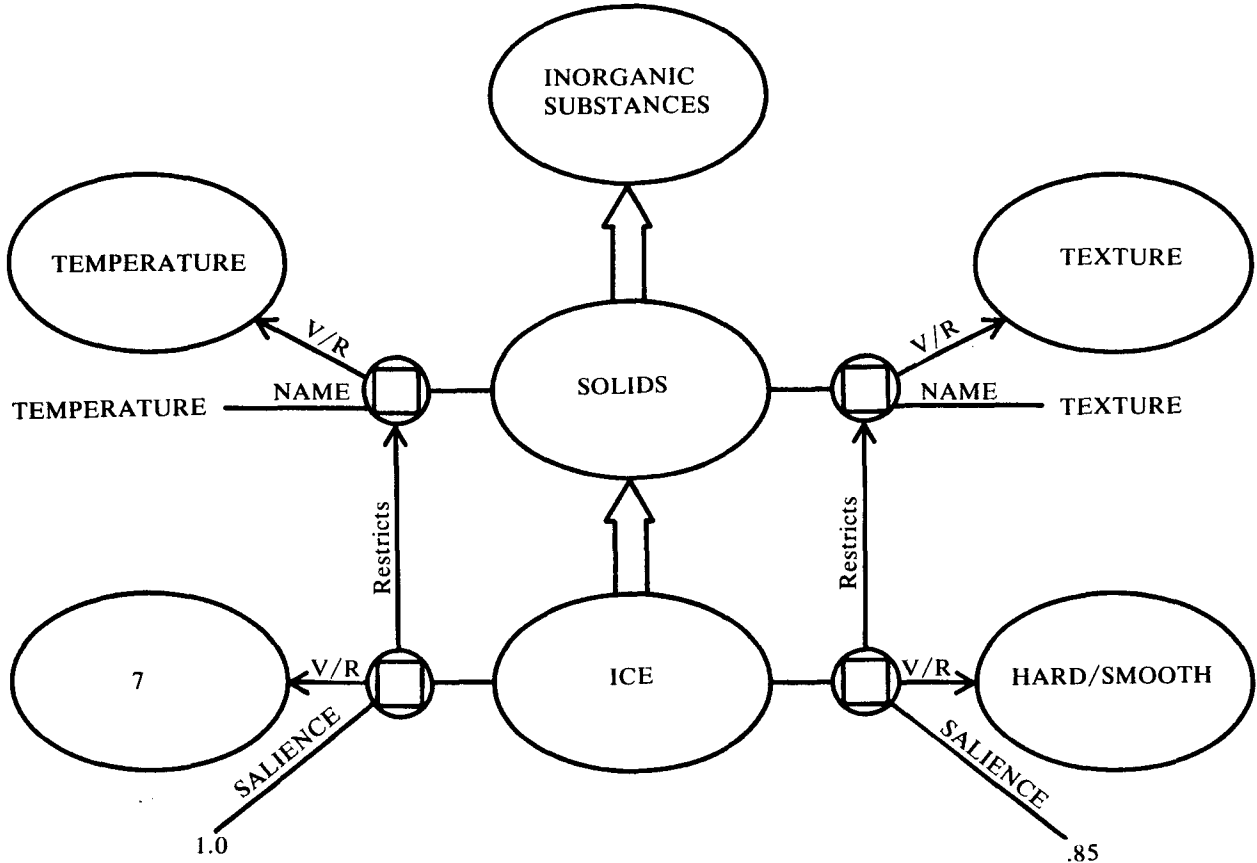 INORGANIC
SUBSTANCES
TEMPERATURE
TEXTURE
V/R
V/R
SOLIDS
NAME
NAME
TEMPERATURE
TEXTURE
Restricts
Restricts
7
V/R
ICE
V/R
HARD/SMOOTH
SALIENCE
SALIENCE
1.0
.85